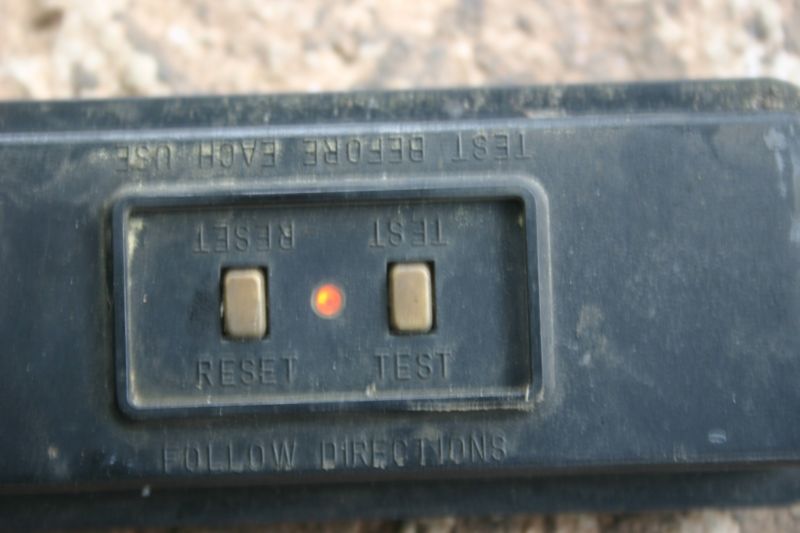 TEST BEFORE EACH USE
RESET TEST
RESET TEST
FOLLOW DIRECTIONS